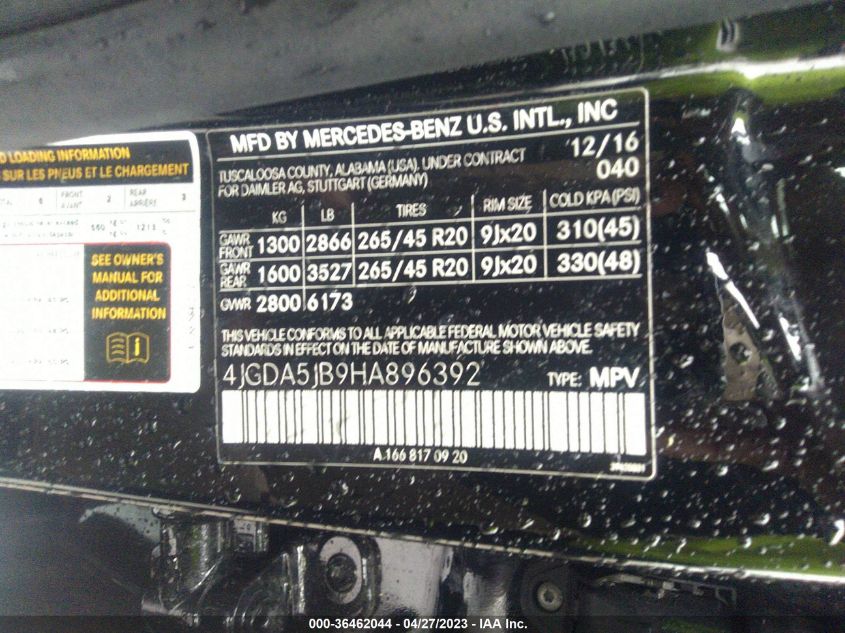 D LOADING INFORMATION
SUR LES PNEUS ET LE CHARGEMENT
FRONT
AVANT
2
REAR
ARRIÈRE
3
SEE OWNER'S
MANUAL FOR
ADDITIONAL
INFORMATION
MFD BY MERCEDES-BENZ U.S. INTL., INC
TUSCALOOSA COUNTY, ALABAMA (USA), UNDER CONTRACT
FOR DAIMLER AG, STUTTGART (GERMANY)
12/16
040
KG LB TIRES RIM SIZE COLD KPA (PSI)
GAWR FRONT 1300 2866 265/45 R20 9Jx20 310(45)
GAWR REAR 1600 3527 265/45 R20 9Jx20 330(48)
GVWR 2800 6173
THIS VEHICLE CONFORMS TO ALL APPLICABLE FEDERAL MOTOR VEHICLE SAFETY
STANDARDS IN EFFECT ON THE DATE OF MANUFACTURE SHOWN ABOVE.
4JGDA5JB9HA896392 TYPE: MPV
A 166 817 09 20
000-36462044 - 04/27/2023 - IAA Inc.